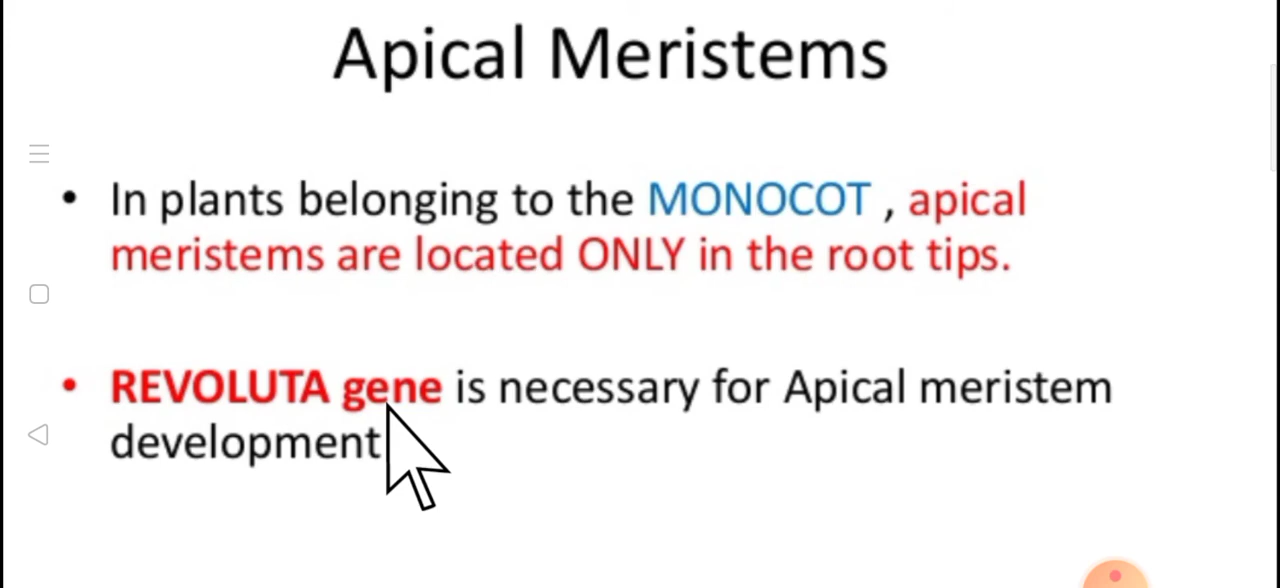 Apical Meristems
• In plants belonging to the MONOCOT , apical
meristems are located ONLY in the root tips.
• REVOLUTA gene is necessary for Apical meristem
development